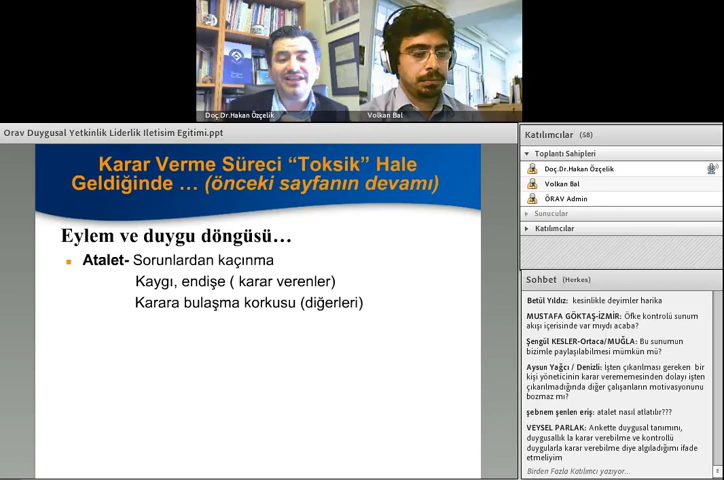 Doç.Dr.Hakan Özçelik
Volkan Bal
Orav Duygusal Yetkinlik Liderlik Iletisim Egitimi.ppt
Karar Verme Süreci “Toksik” Hale
Geldiğinde … (önceki sayfanın devamı)
Eylem ve duygu döngüsü…
Atalet- Sorunlardan kaçınma
Kaygı, endişe ( karar verenler)
Karara bulaşma korkusu (diğerleri)
Katılımcılar (58)
Toplantı Sahipleri
Doç.Dr.Hakan Özçelik
Volkan Bal
ÖRAV Admin
Sunucular
Katılımcılar
Sohbet (Herkes)
Betül Yıldız: kesinlikle deyimler harika
MUSTAFA GÖKTAŞ-İZMİR: Öfke kontrolü sunum
akışı içerisinde var mıydı acaba?
Şengül KESLER-Ortaca/MUĞLA: Bu sunumun
bizimle paylaşılabilmesi mümkün mü?
Aysun Yağcı / Denizli: İşten çıkarılması gereken bir
kişi yöneticinin karar verememesinden dolayı işten
çıkarılmadığında diğer çalışanların motivasyonunu
bozmaz mı?
şebnem şenlen eriş: atalet nasıl atlatılır???
VEYSEL PARLAK: Ankette duygusal tanımını,
duygusallık la karar verebilme ve kontrollü
duygularla karar verebilme diye algıladığımı ifade
etmeliyim
Birden Fazla Katılımcı yazıyor...